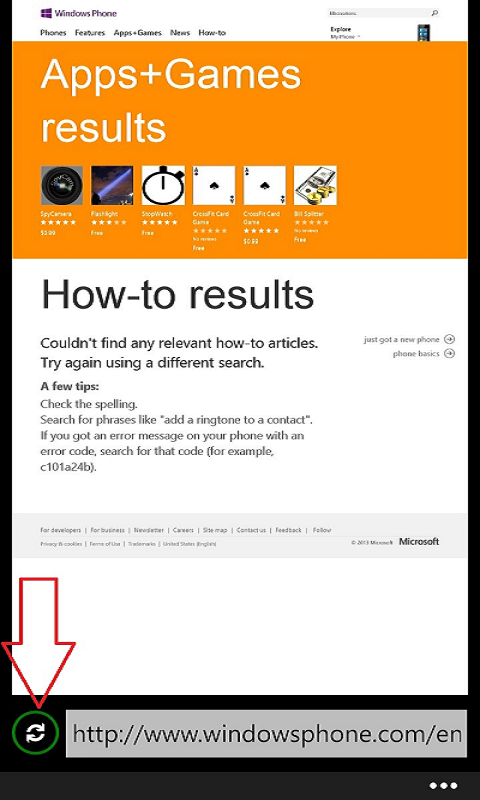 Windows Phone
Phones Features Apps+Games News How-to
Explore
My Phone
Apps+Games
results
SpyCamera
$0.99
Flashlight
Free
StopWatch
Free
CrossFit Card
Game
No reviews
Free
CrossFit Card
Game
$0.99
Bill Splitter
No reviews
Free
How-to results
Couldn't find any relevant how-to articles.
Try again using a different search.
just got a new phone
phone basics
A few tips:
Check the spelling.
Search for phrases like "add a ringtone to a contact".
If you got an error message on your phone with an
error code, search for that code (for example,
c101a24b).
For developers | For business | Newsletter | Careers | Site map | Contact us | Feedback | Follow
Privacy & cookies | Terms of Use | Trademarks | United States (English)
© 2013 Microsoft Microsoft
http://www.windowsphone.com/en